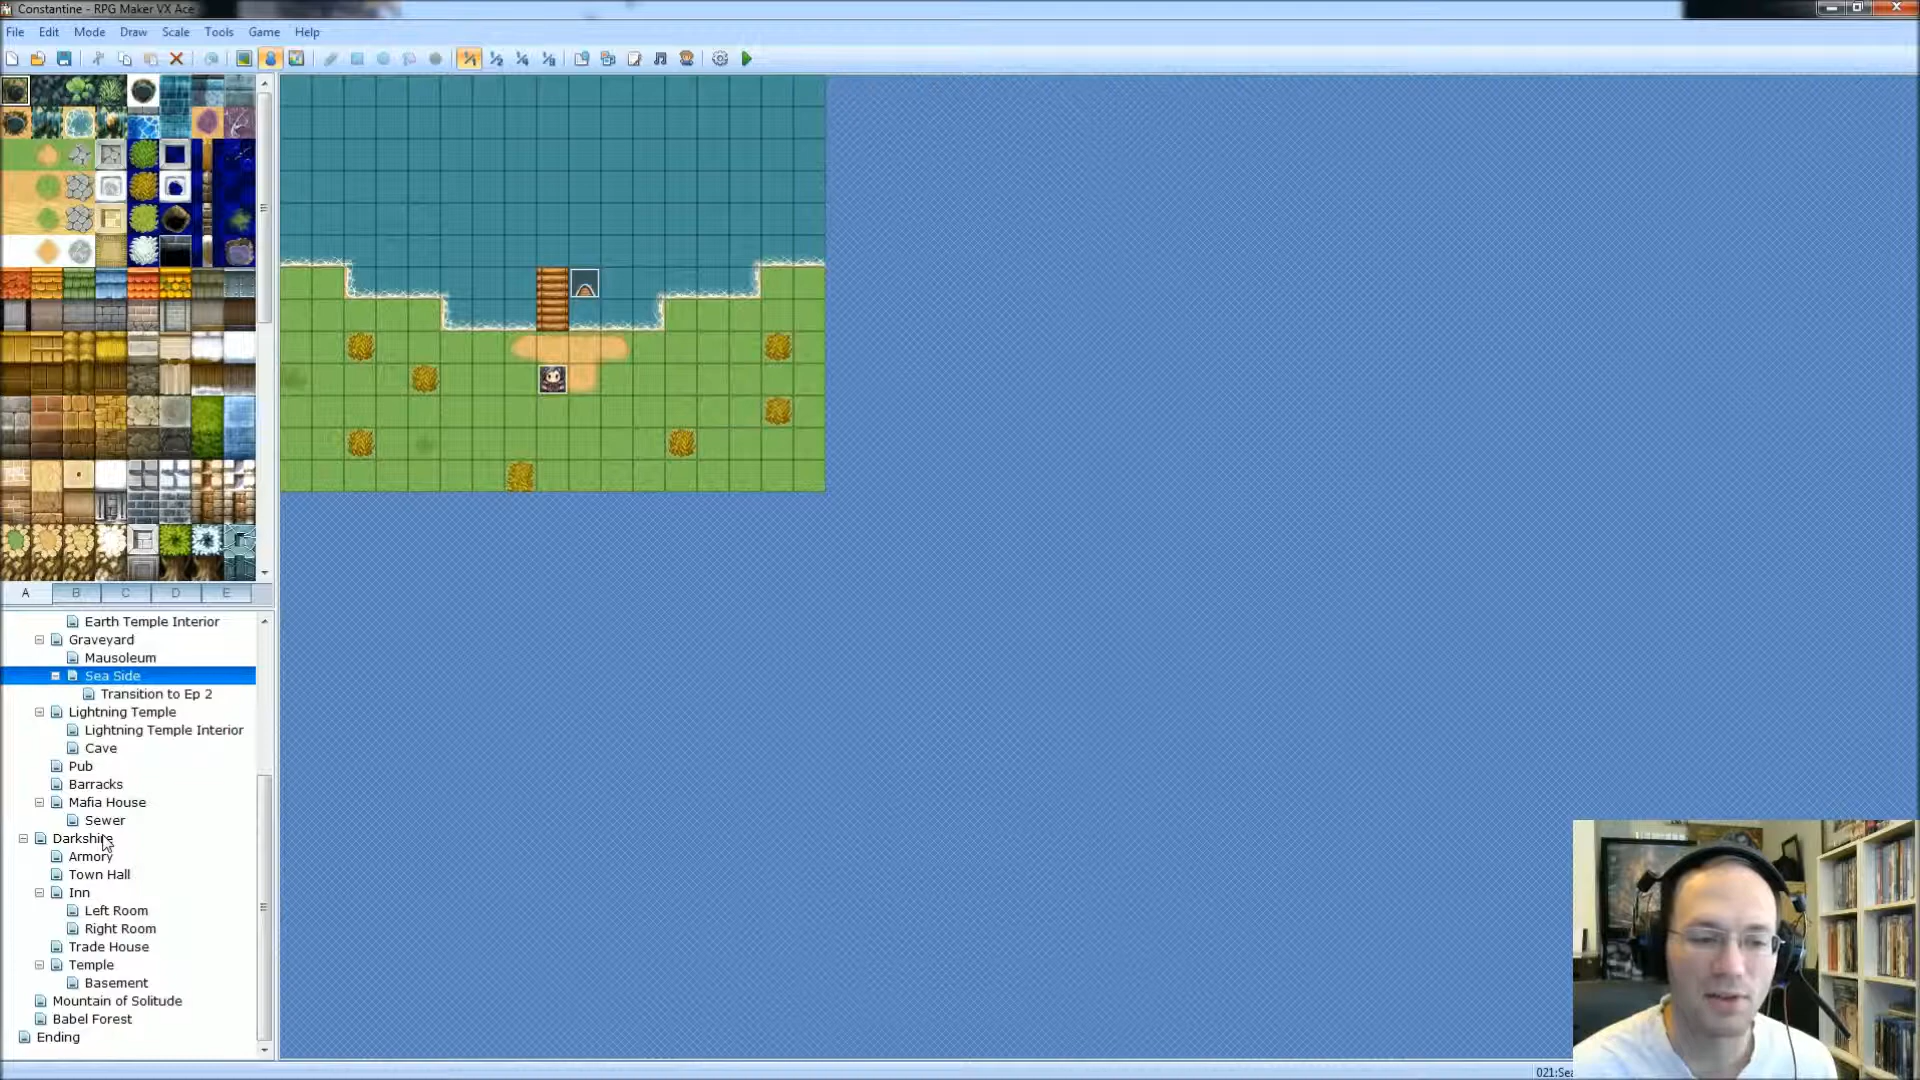 Constantine - RPG Maker VX Ace
File Edit Mode Draw Scale Tools Game Help
A B C D E
Earth Temple Interior
Graveyard
Mausoleum
Sea Side
Transition to Ep 2
Lightning Temple
Lightning Temple Interior
Cave
Pub
Barracks
Mafia House
Sewer
Darkshire
Armory
Town Hall
Inn
Left Room
Right Room
Trade House
Temple
Basement
Mountain of Solitude
Babel Forest
Ending
021:Sea